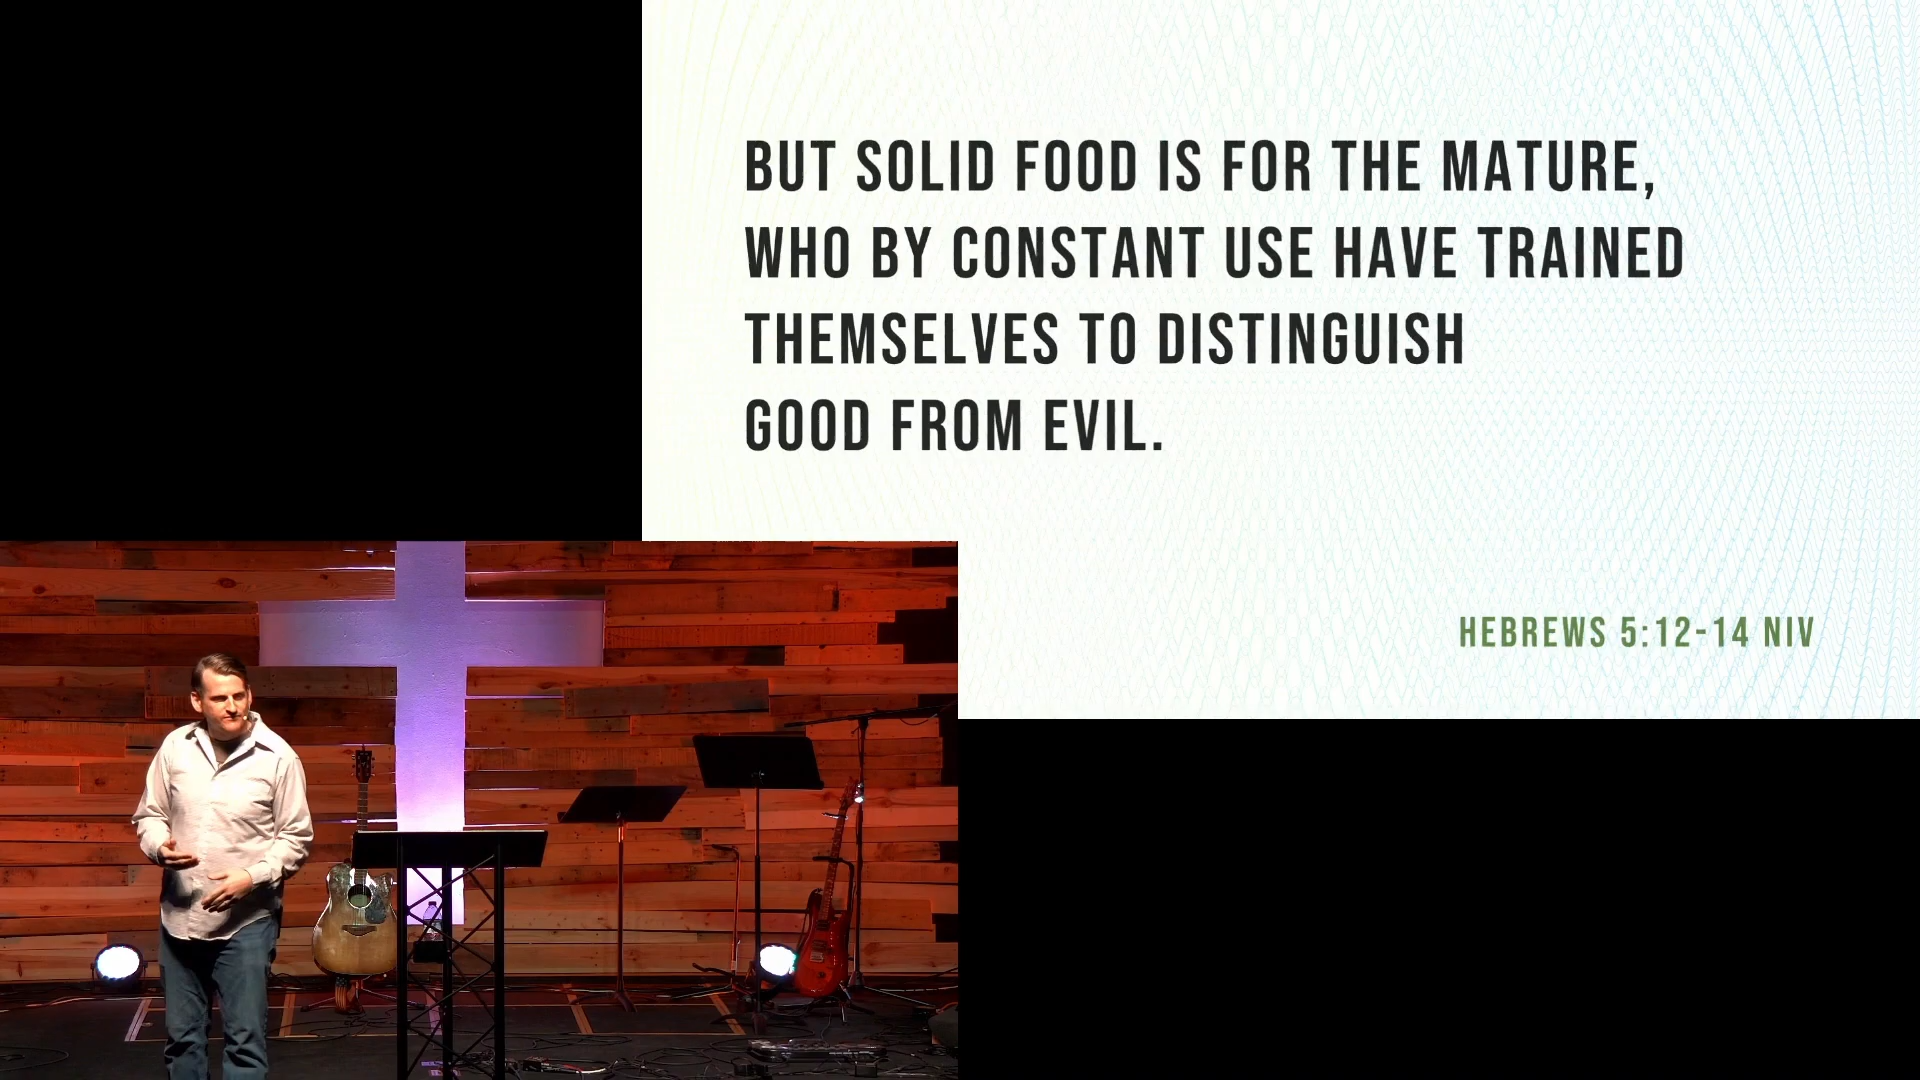 BUT SOLID FOOD IS FOR THE MATURE,
WHO BY CONSTANT USE HAVE TRAINED
THEMSELVES TO DISTINGUISH
GOOD FROM EVIL.
HEBREWS 5:12-14 NIV